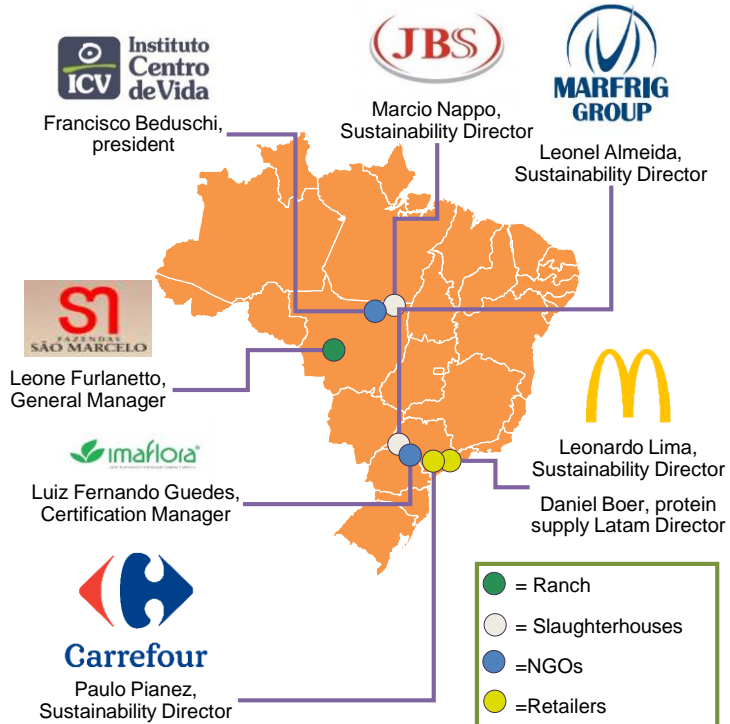 ICV
Instituto
Centro
de Vida
Francisco Beduschi,
president
JBS
Marcio Nappo,
Sustainability Director
MARFRIG
GROUP
Leonel Almeida,
Sustainability Director
SM
FAZENDAS
SÃO MARCELO
Leone Furlanetto,
General Manager
imaflora®
Luiz Fernando Guedes,
Certification Manager
Leonardo Lima,
Sustainability Director
Daniel Boer, protein
supply Latam Director
Carrefour
Paulo Pianez,
Sustainability Director
= Ranch
= Slaughterhouses
=NGOs
=Retailers